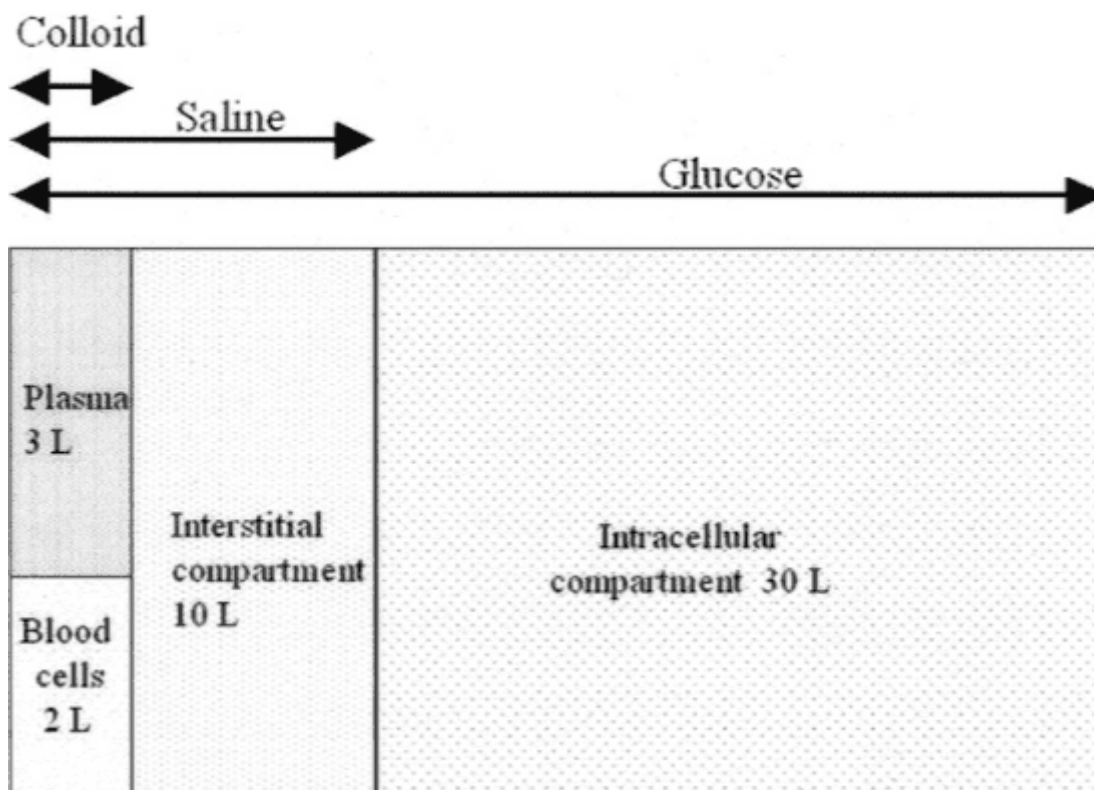 Colloid
Saline
Glucose
Plasma
3 L
Blood
cells
2 L
Interstitial
compartment
10 L
Intracellular
compartment 30 L